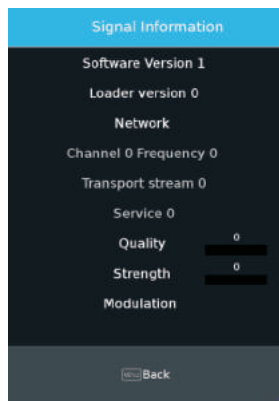 Signal Information
Software Version 1
Loader version 0
Network
Channel 0 Frequency 0
Transport stream 0
Service 0
Quality 0
Strength 0
Modulation
MENU Back